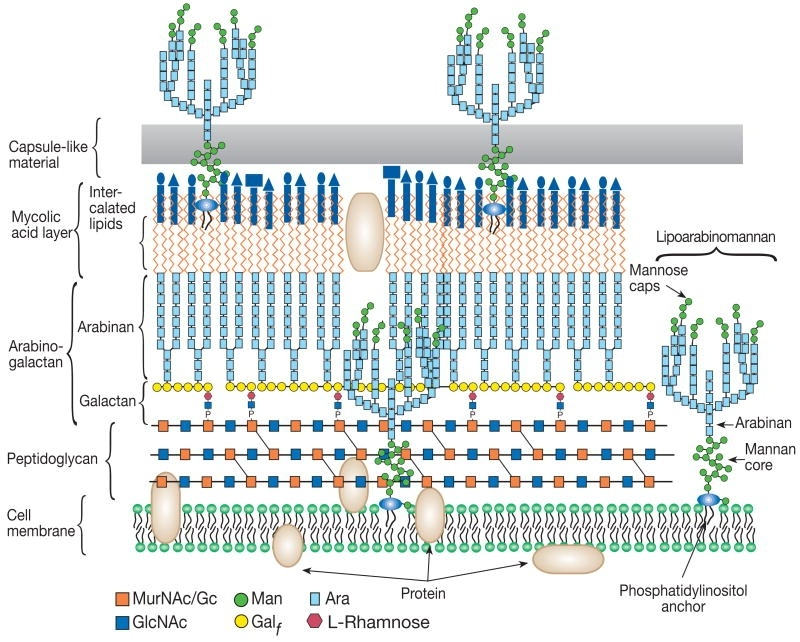 Capsule-like
material
Mycolic
acid layer
Inter-
calated
lipids
Lipoarabinomannan
Mannose
caps
Arabino-
galactan
Arabinan
Galactan
P P P P P P
Arabinan
Mannan
core
Peptidoglycan
Cell
membrane
Protein
Phosphatidylinositol
anchor
MurNAc/Gc Man Ara
GlcNAc Galf L-Rhamnose